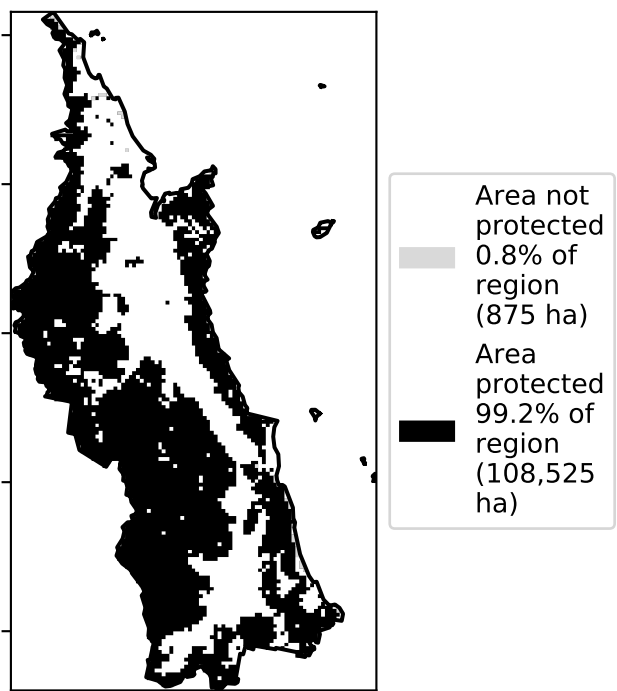 Area not
protected
0.8% of
region
(875 ha)
Area
protected
99.2% of
region
(108,525
ha)